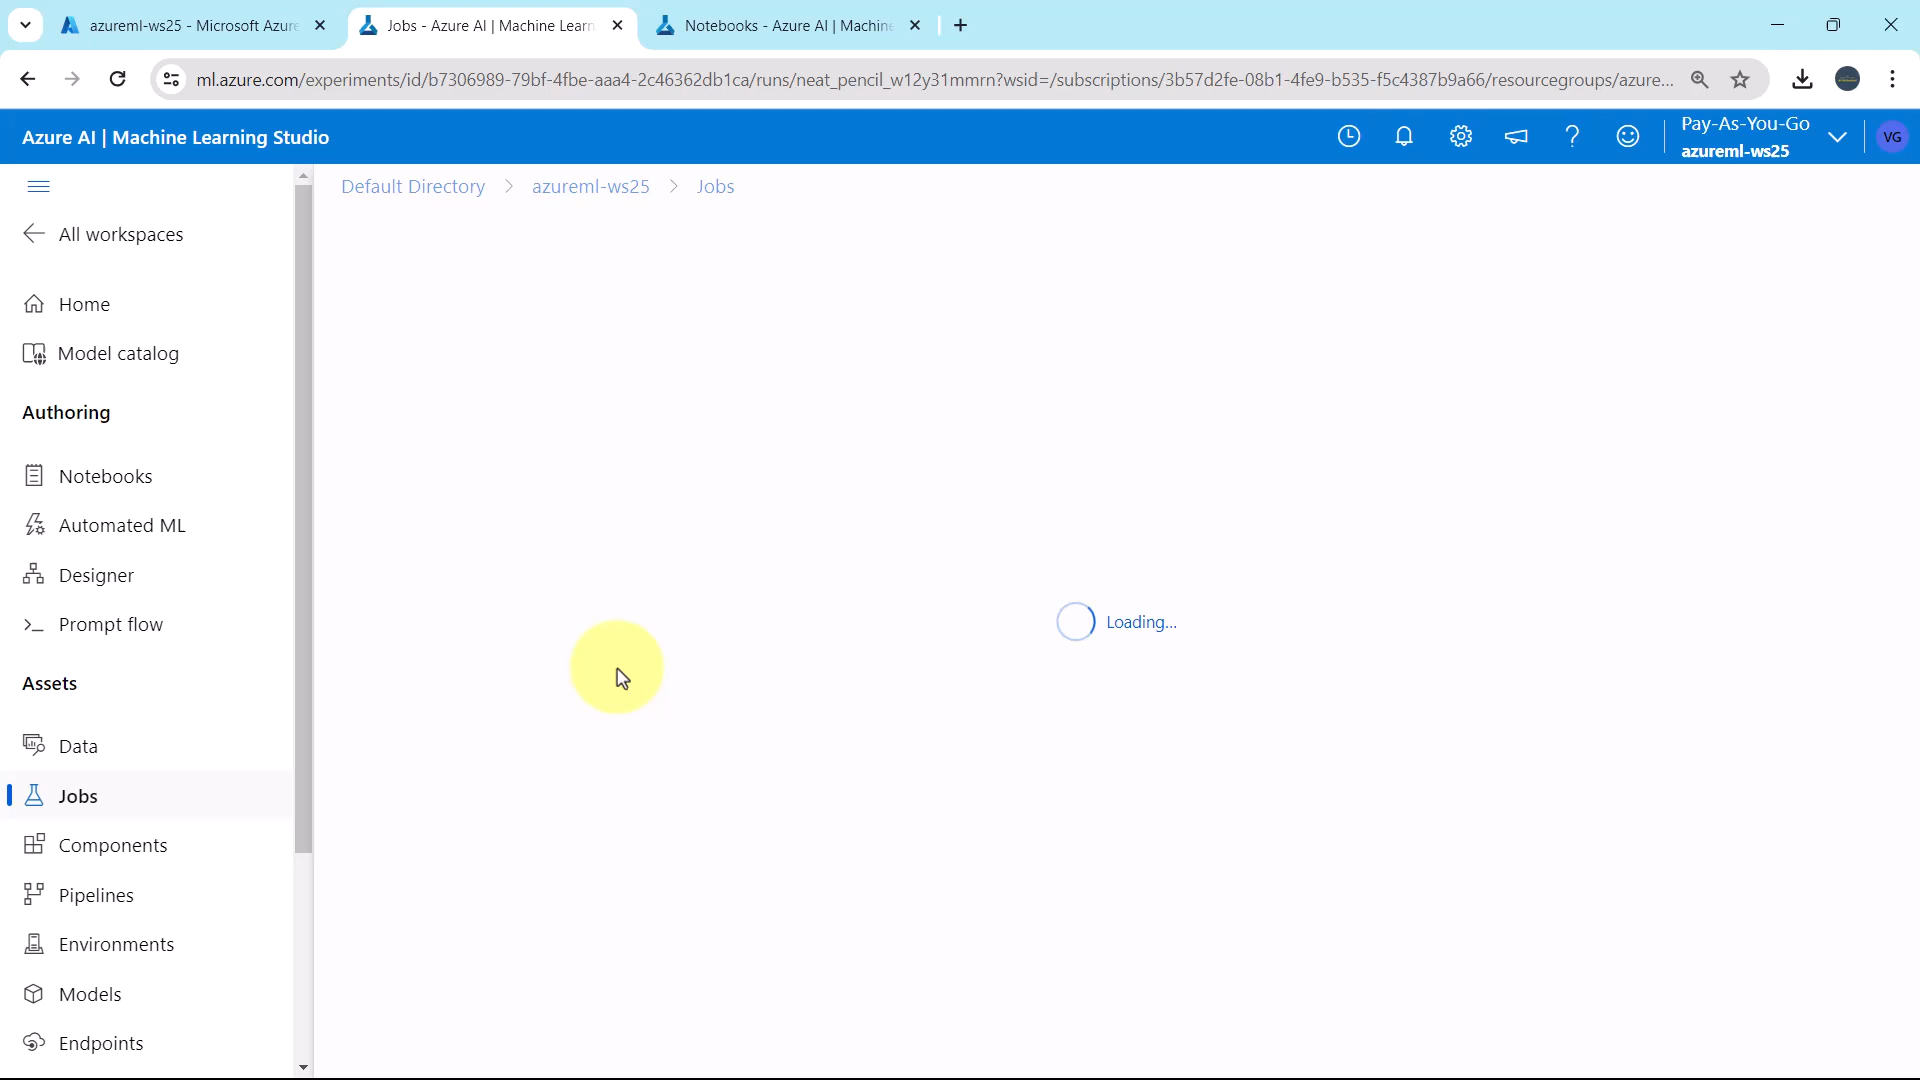 azureml-ws25 - Microsoft Azure
Jobs - Azure AI | Machine Learn
Notebooks - Azure AI | Machine
ml.azure.com/experiments/id/b7306989-79bf-4fbe-aaa4-2c46362db1ca/runs/neat_pencil_w12y31mmrn?wsid=/subscriptions/3b57d2fe-08b1-4fe9-b535-f5c4387b9a66/resourcegroups/azure...
Azure AI | Machine Learning Studio
Pay-As-You-Go
azureml-ws25
VG
Default Directory > azureml-ws25 > Jobs
All workspaces
Home
Model catalog
Authoring
Notebooks
Automated ML
Designer
Prompt flow
Loading...
Assets
Data
Jobs
Components
Pipelines
Environments
Models
Endpoints